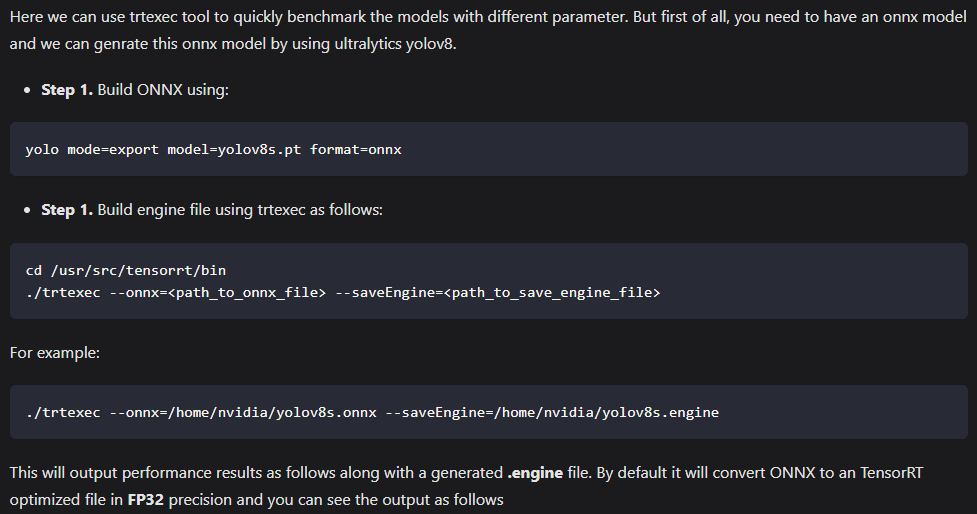 Here we can use trtexec tool to quickly benchmark the models with different parameter. But first of all, you need to have an onnx model
and we can genrate this onnx model by using ultralytics yolov8.
• Step 1. Build ONNX using:
yolo mode=export model=yolov8s.pt format=onnx
• Step 1. Build engine file using trtexec as follows:
cd /usr/src/tensorrt/bin
./trtexec --onnx=<path_to_onnx_file> --saveEngine=<path_to_save_engine_file>
For example:
./trtexec --onnx=/home/nvidia/yolov8s.onnx --saveEngine=/home/nvidia/yolov8s.engine
This will output performance results as follows along with a generated .engine file. By default it will convert ONNX to an TensorRT
optimized file in FP32 precision and you can see the output as follows